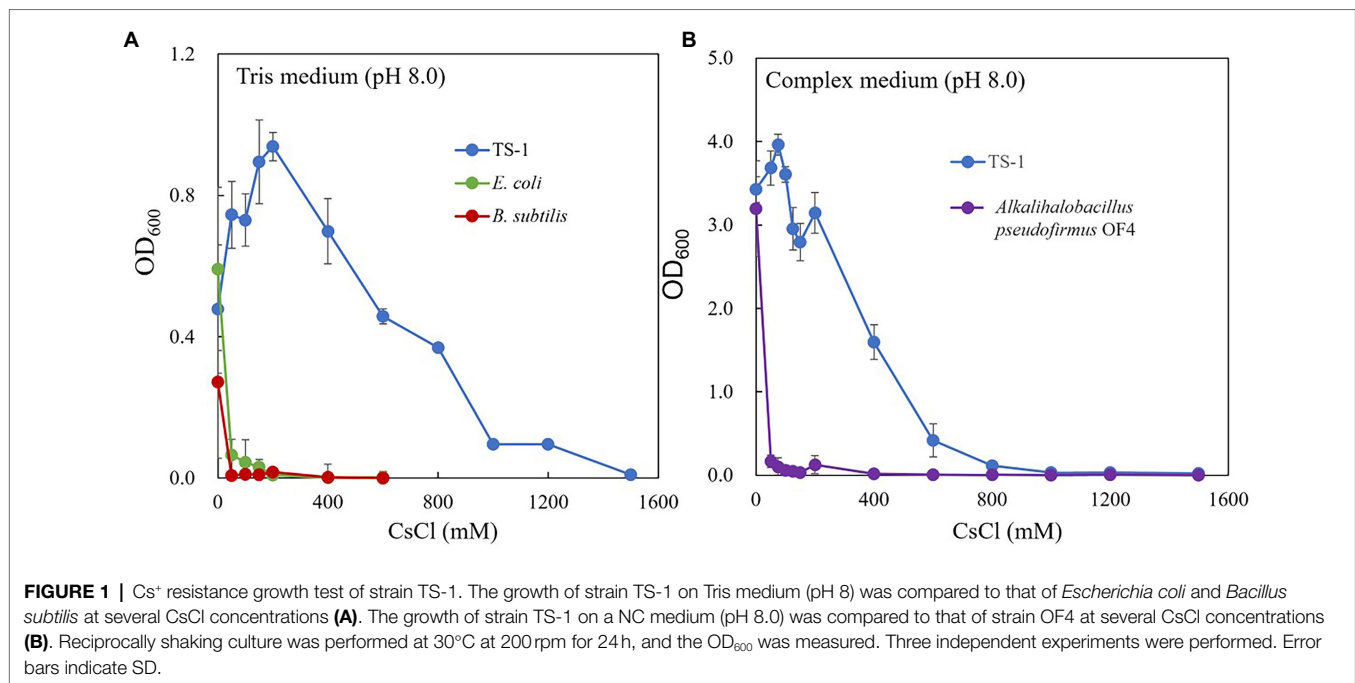 A
1.2
Tris medium (pH 8.0)
TS-1
E. coli
B. subtilis
0.8
0.4
0.0
OD600
400
800
1200
1600
CsCl (mM)
B
5.0
Complex medium (pH 8.0)
TS-1
Alkalihalobacillus
pseudofirmus OF4
4.0
3.0
2.0
1.0
0.0
OD600
0
400
800
1200
1600
CsCl (mM)
FIGURE 1 | Cs⁺ resistance growth test of strain TS-1. The growth of strain TS-1 on Tris medium (pH 8) was compared to that of Escherichia coli and Bacillus
subtilis at several CsCl concentrations (A). The growth of strain TS-1 on a NC medium (pH 8.0) was compared to that of strain OF4 at several CsCl concentrations
(B). Reciprocally shaking culture was performed at 30°C at 200 rpm for 24 h, and the OD600 was measured. Three independent experiments were performed. Error
bars indicate SD.